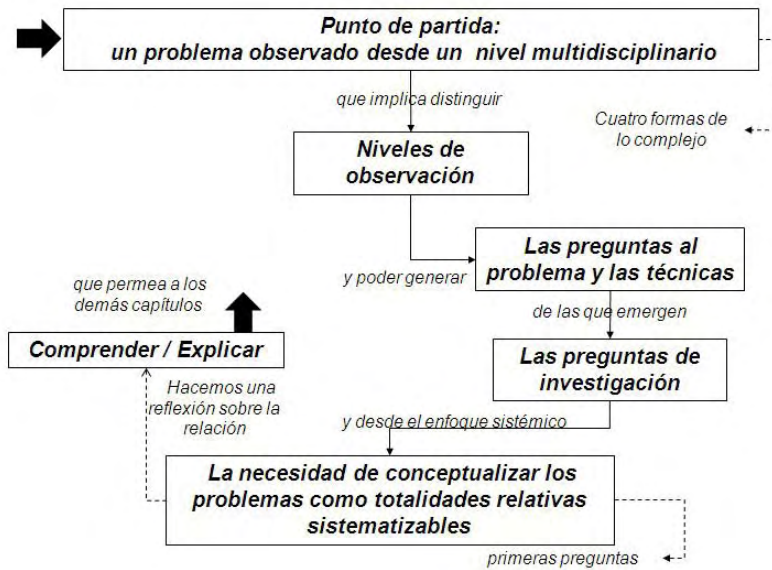 Punto de partida:
un problema observado desde un nivel multidisciplinario
que implica distinguir
Cuatro formas de
lo complejo
Niveles de
observación
Las preguntas al
problema y las técnicas
y poder generar
que permea a los
demás capítulos
de las que emergen
Comprender / Explicar
Las preguntas de
investigación
Hacemos una
reflexión sobre la
relación
y desde el enfoque sistémico
La necesidad de conceptualizar los
problemas como totalidades relativas
sistematizables
primeras preguntas